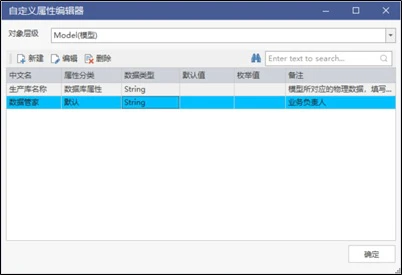 自定义属性编辑器
对象层级 Model(模型)
新建 编辑 删除 Enter text to search...
中文名 属性分类 数据类型 默认值 枚举值 备注
生产库名称 数据库属性 String 模型所对应的物理数据，填写...
数据管家 默认 String 业务负责人
确定